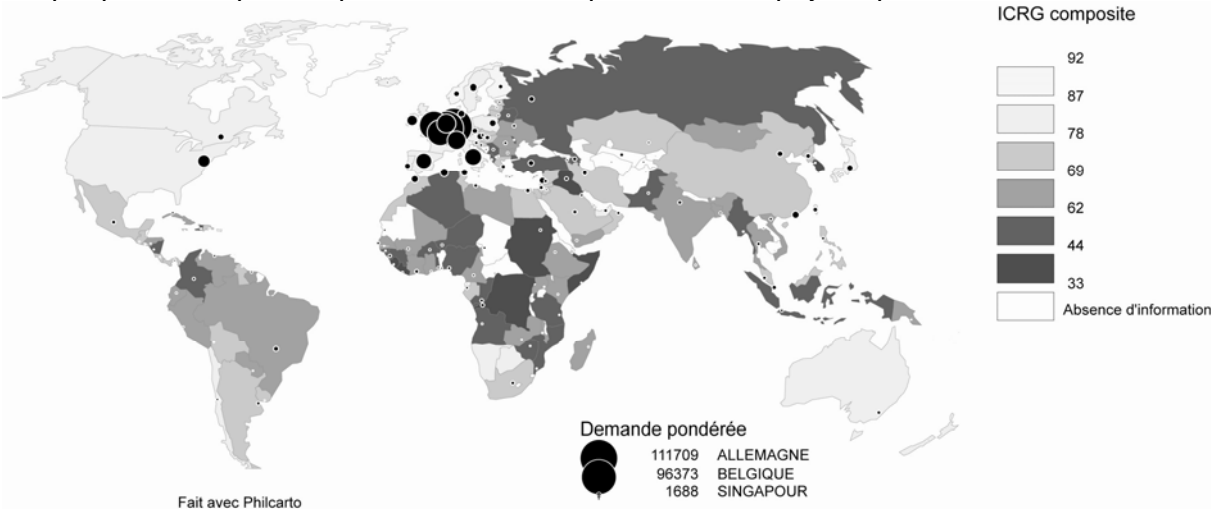 ICRG composite
92
87
78
69
62
44
33
Absence d'information
Demande pondérée
111709 ALLEMAGNE
96373 BELGIQUE
1688 SINGAPOUR
Fait avec Philcarto